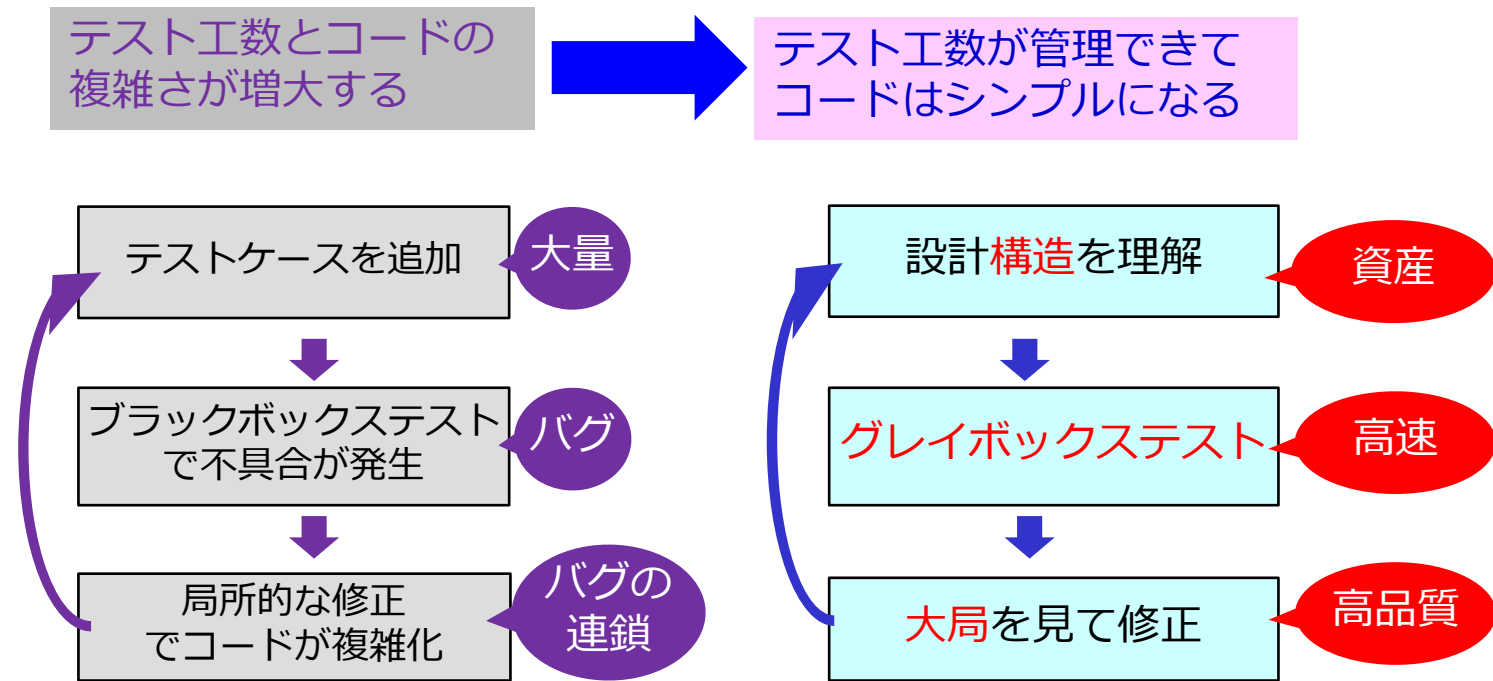 テスト工数とコードの
複雑さが増大する
テスト工数が管理できて
コードはシンプルになる
テストケースを追加
大量
ブラックボックステスト
で不具合が発生
バグ
局所的な修正
でコードが複雑化
バグの
連鎖
設計構造を理解
資産
グレイボックステスト
高速
大局を見て修正
高品質